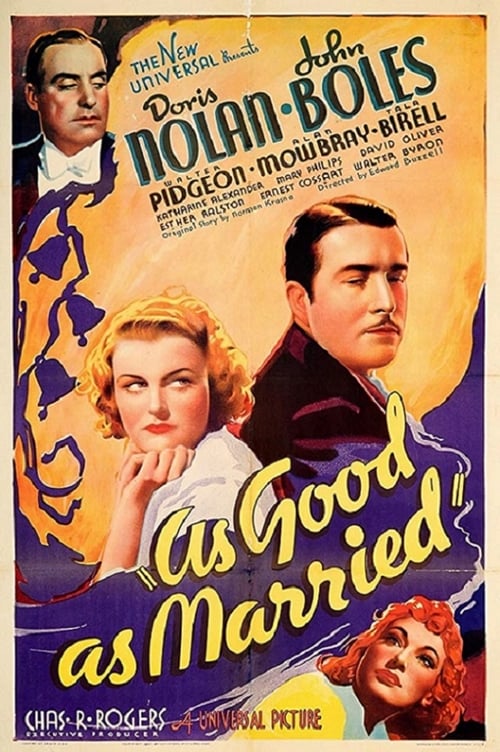 THE NEW
UNIVERSAL Presents
Doris John
NOLAN · BOLES
WALTER ALAN TALA
PIDGEON · MOWBRAY · BIRELL
KATHARINE ALEXANDER MARY PHILIPS DAVID OLIVER
ESTHER RALSTON ERNEST COSSART WALTER BYRON
Original Story by Norman Krasna Directed by Edward Buzzell
"as Good
as Married"
CHAS · R · ROGERS
EXECUTIVE PRODUCER
A UNIVERSAL PICTURE